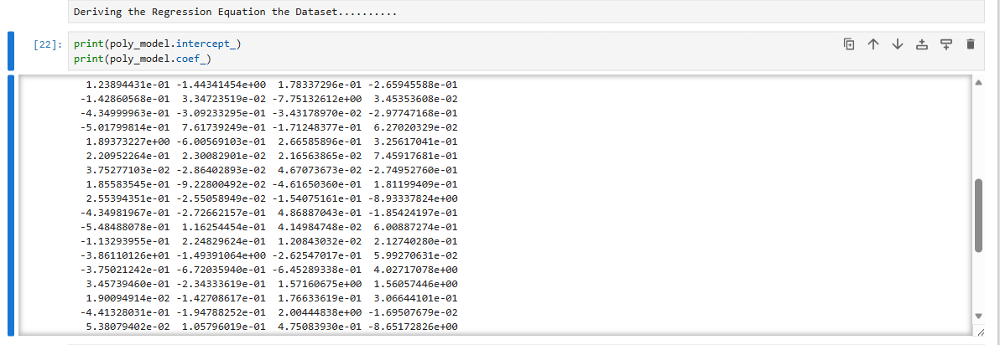 Deriving the Regression Equation the Dataset..........
[22]: print(poly_model.intercept_)
print(poly_model.coef_)
1.23894431e-01 -1.44341454e+00 1.78337296e-01 -2.65945588e-01
-1.42860568e-01 3.34723519e-02 -7.75132612e+00 3.45353608e-02
-4.34999963e-01 -3.09233295e-01 -3.43178970e-02 -2.97747168e-01
-5.01799814e-01 7.61739249e-01 -1.71248377e-01 6.27020329e-02
1.89373227e+00 -6.00569103e-01 2.66585896e-01 3.25617041e-01
2.20952264e-01 2.30082901e-02 2.16563865e-02 7.45917681e-01
3.75277103e-02 -2.86402893e-02 4.67073673e-02 -2.74952760e-01
1.85583545e-01 -9.22800492e-02 -4.61650360e-01 1.81199409e-01
2.55394351e-01 -2.55058949e-02 -1.54075161e-01 -8.93337824e+00
-4.34981967e-01 -2.72662157e-01 4.86887043e-01 -1.85424197e-01
-5.48488078e-01 1.16254454e-01 4.14984748e-02 6.00887274e-01
-1.13293955e-01 2.24829624e-01 1.20843032e-02 2.12740280e-01
-3.86110126e+01 -1.49391064e+00 -2.62547017e-01 5.99270631e-02
-3.75021242e-01 -6.72035940e-01 -6.45289338e-01 4.02717078e+00
3.45739460e-01 -2.34333619e-01 1.57160675e+00 1.56057446e+00
1.90094914e-02 -1.42708617e-01 1.76633619e-01 3.06644101e-01
-4.41328031e-01 -1.94788252e-01 2.00444838e+00 -1.69507679e-02
5.38079402e-02 1.05796019e-01 4.75083930e-01 -8.65172826e+00